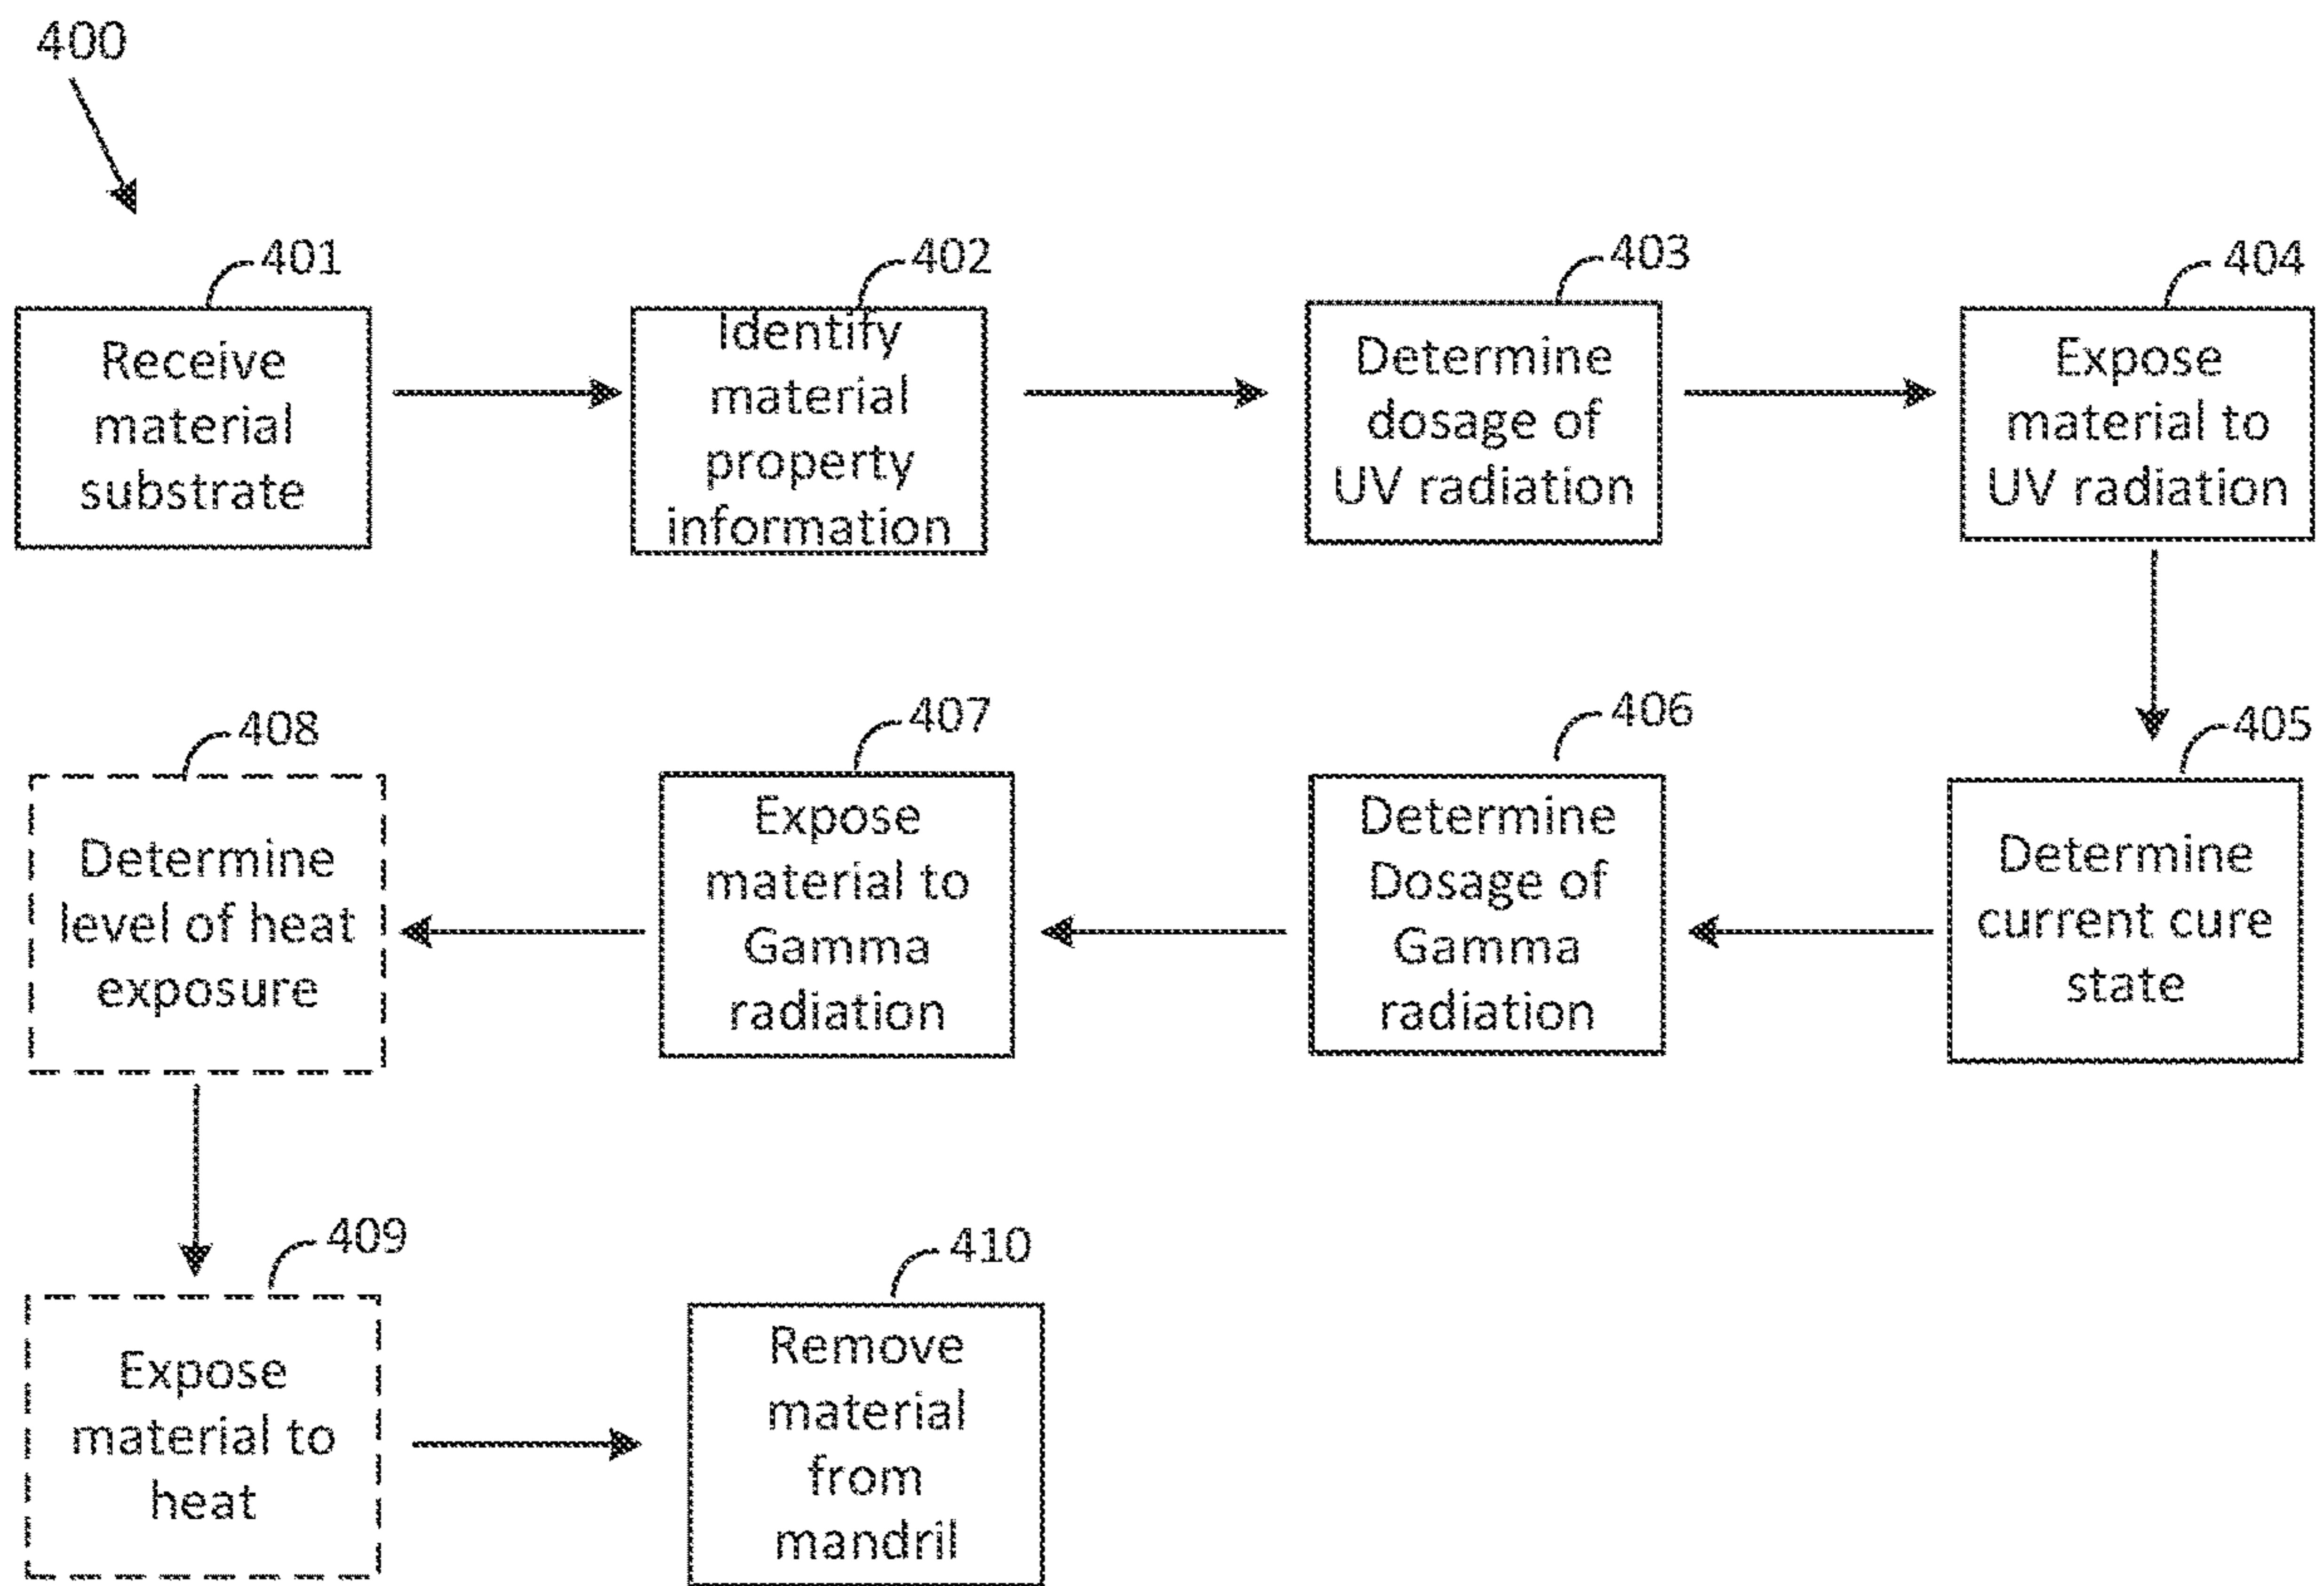 400
401
Receive
material
substrate
402
Identify
material
property
information
403
Determine
dosage of
UV radiation
404
Expose
material to
UV radiation
405
Determine
current cure
state
406
Determine
Dosage of
Gamma
radiation
407
Expose
material to
Gamma
radiation
408
Determine
level of heat
exposure
409
Expose
material to
heat
410
Remove
material
from
mandril